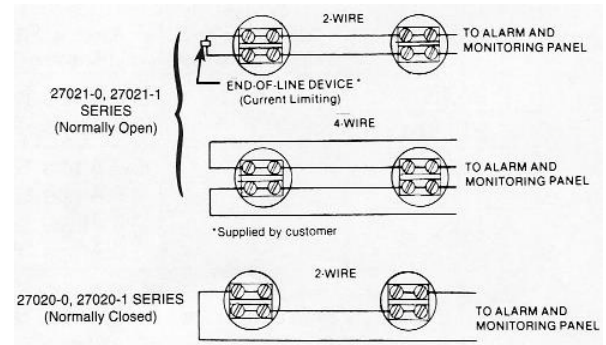 2-WIRE
TO ALARM AND
MONITORING PANEL
END-OF-LINE DEVICE *
(Current Limiting)
27021-0, 27021-1
SERIES
(Normally Open)
4-WIRE
TO ALARM AND
MONITORING PANEL
*Supplied by customer
2-WIRE
27020-0, 27020-1 SERIES
(Normally Closed)
TO ALARM AND
MONITORING PANEL